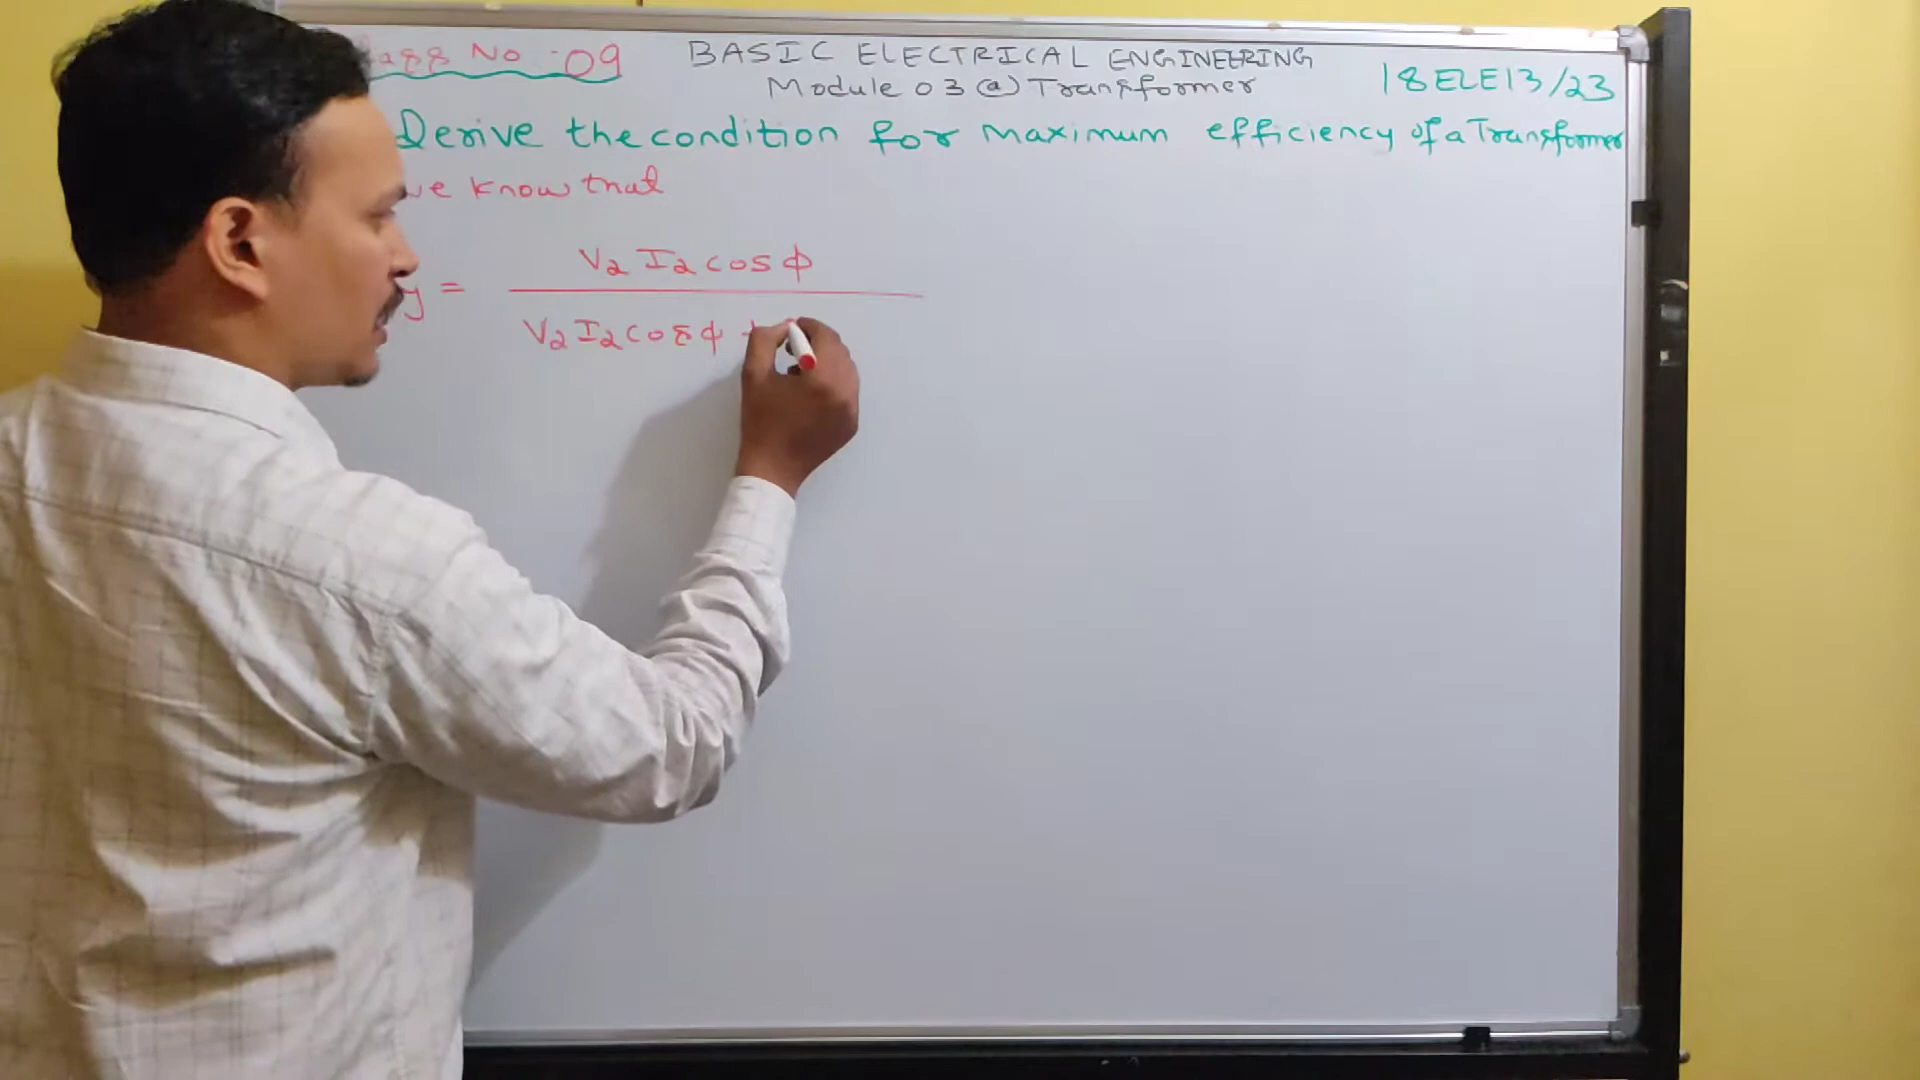 No :- 09
BASIC ELECTRICAL ENGINEERING
Module 03 (a) Transformer
18ELE13/23
Derive the condition for maximum efficiency of a Transformer
we know that
V2 I2 cos ϕ
y =
V2 I2 cos ϕ +